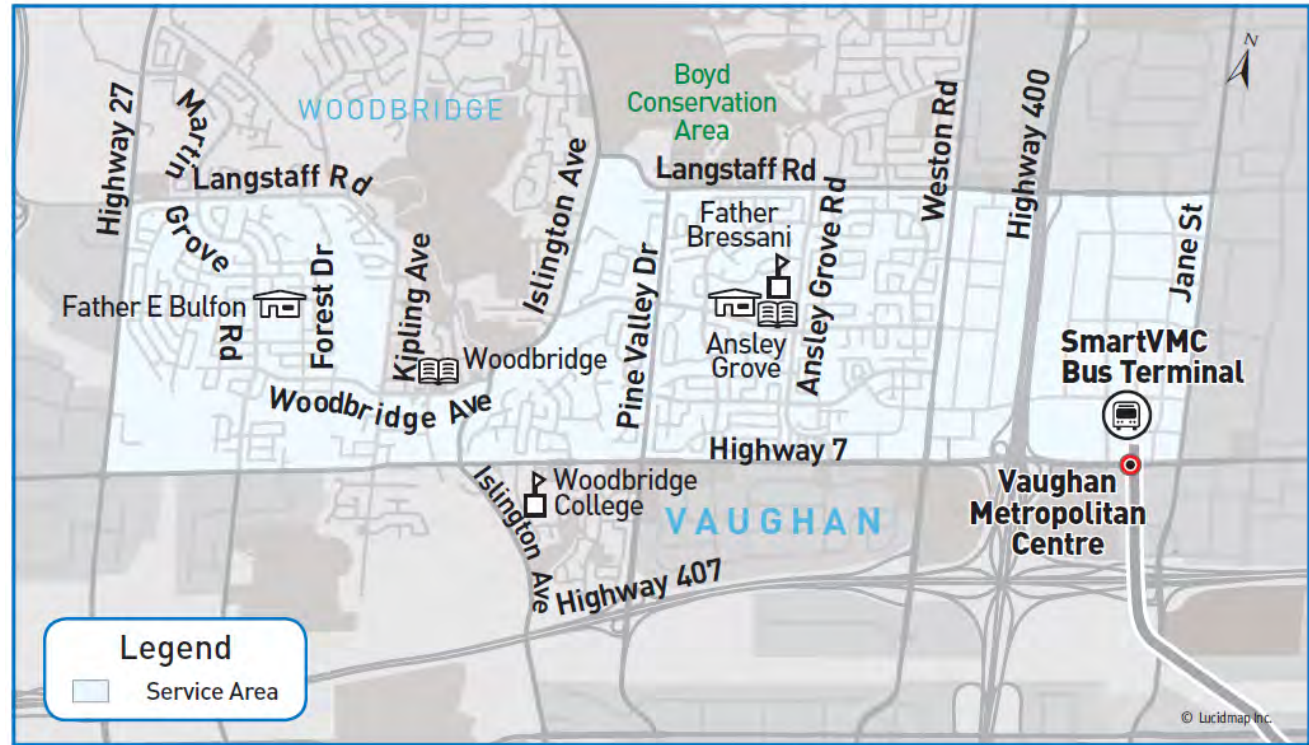 N
Highway 27
Martin
Grove
Rd
WOODBRIDGE
Langstaff Rd
Boyd
Conservation
Area
Langstaff Rd
Islington Ave
Weston Rd
Highway 400
Jane St
Father
Bressani
Ansley Grove Rd
Pine Valley Dr
Forest Dr
Kipling Ave
Father E Bulfon
Woodbridge
Ansley
Grove
SmartVMC
Bus Terminal
Woodbridge Ave
Highway 7
Islington Ave
Woodbridge
College
VAUGHAN
Vaughan
Metropolitan
Centre
Highway 407
Legend
Service Area
© Lucidmap Inc.